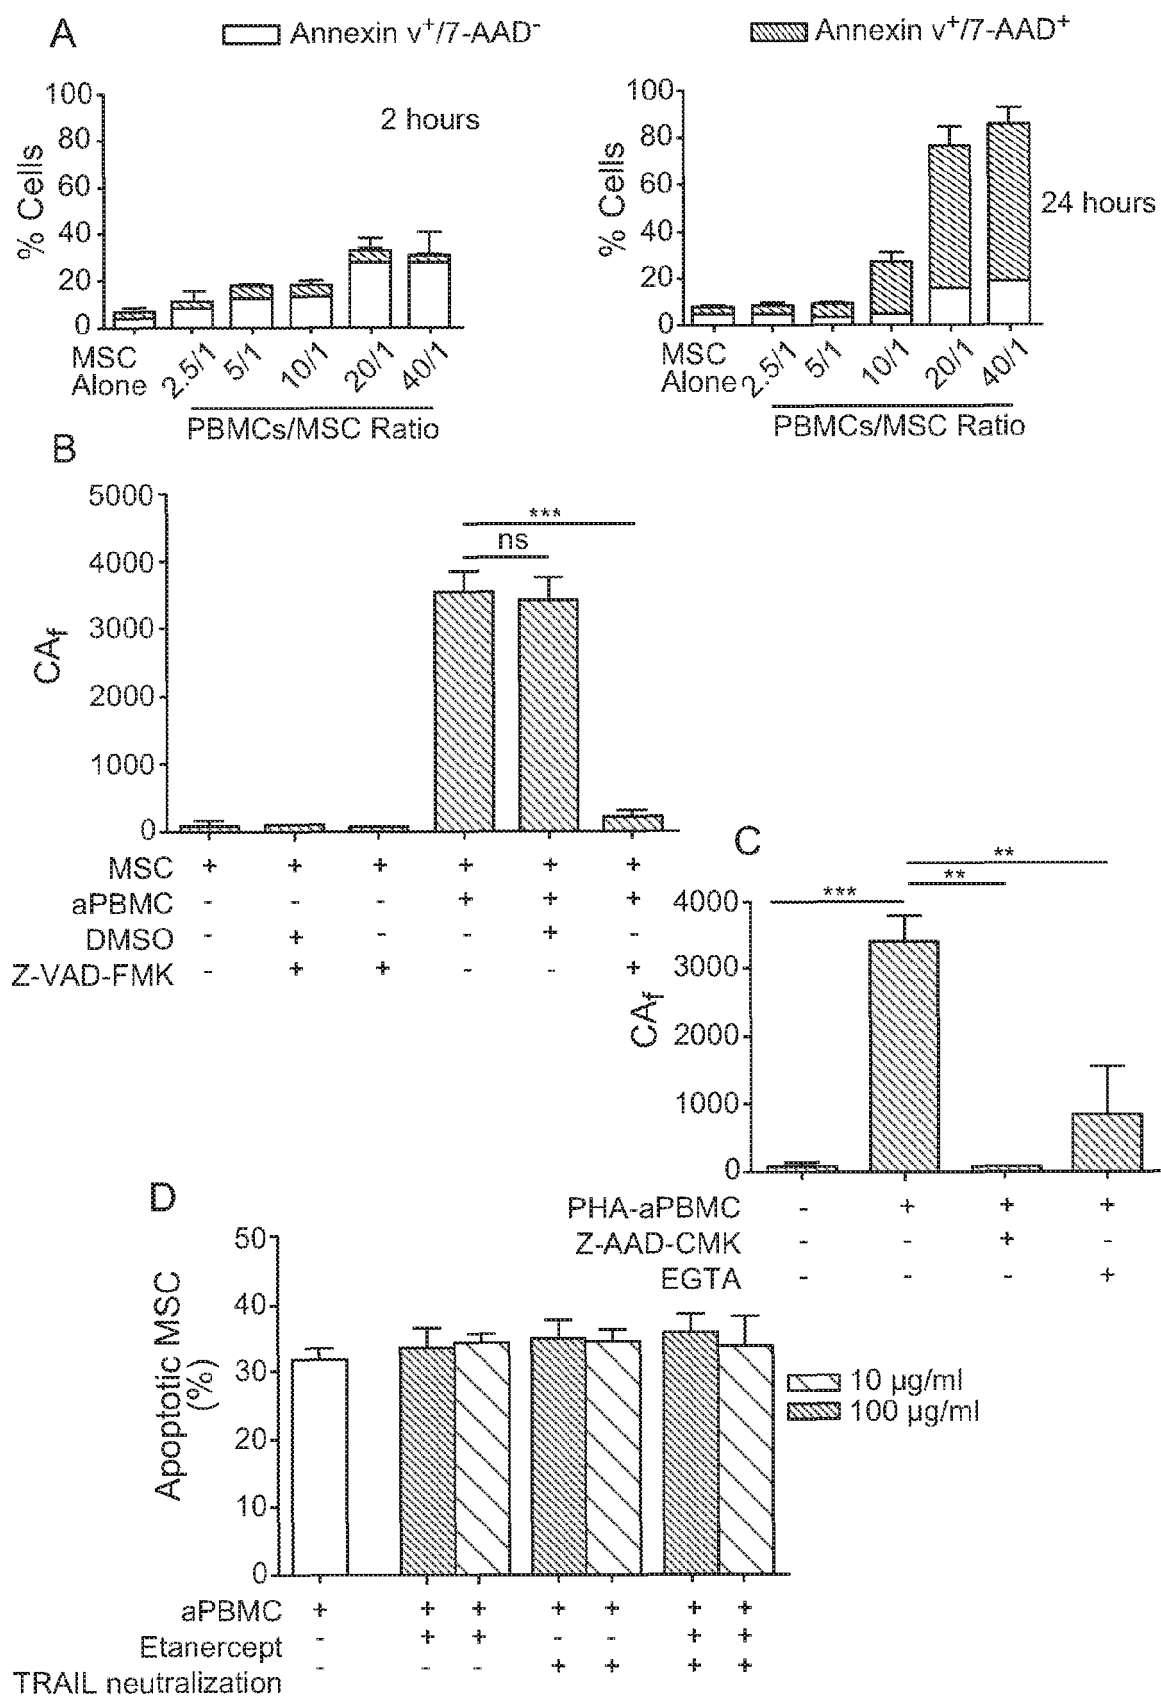 A
Annexin v+/7-AAD-
Annexin v+/7-AAD+
100
80
60
40
20
0
% Cells
2 hours
MSC Alone
2.5/1
5/1
10/1
20/1
40/1
PBMCs/MSC Ratio
100
80
60
40
20
0
% Cells
24 hours
MSC Alone
2.5/1
5/1
10/1
20/1
40/1
PBMCs/MSC Ratio
B
5000
4000
3000
2000
1000
0
CAf
***
ns
MSC + + + + + +
aPBMC - - - + + +
DMSO - + - - + -
Z-VAD-FMK - + + - - +
C
4000
3000
2000
1000
0
CAf
***
**
**
PHA-aPBMC - + + +
Z-AAD-CMK - - + -
EGTA - - - +
D
50
40
30
20
10
0
Apoptotic MSC
(%)
10 µg/ml
100 µg/ml
aPBMC + + + + + + +
Etanercept - + + - - + +
TRAIL neutralization - - - + + + +